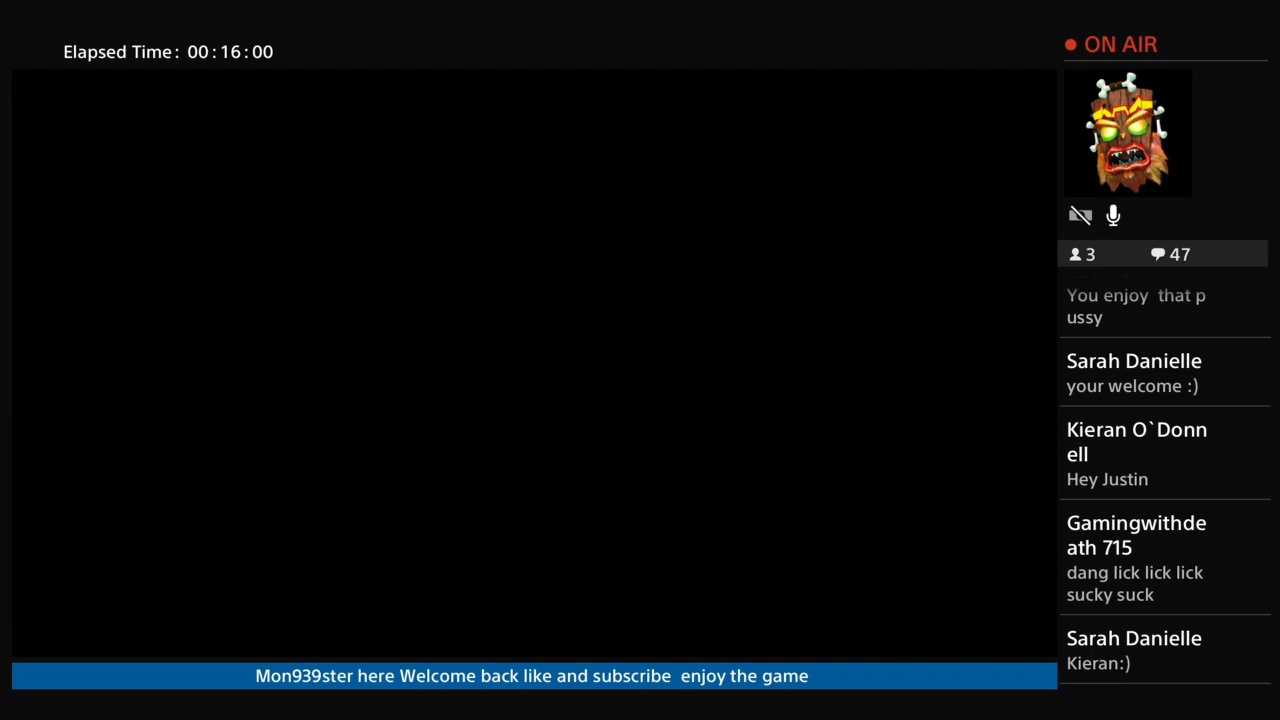 Elapsed Time: 00:16:00
ON AIR
3 47
You enjoy  that p
ussy
Sarah Danielle
your welcome :)
Kieran O`Donn
ell
Hey Justin
Gamingwithde
ath 715
dang lick lick lick
sucky suck
Sarah Danielle
Kieran:)
Mon939ster here Welcome back like and subscribe  enjoy the game